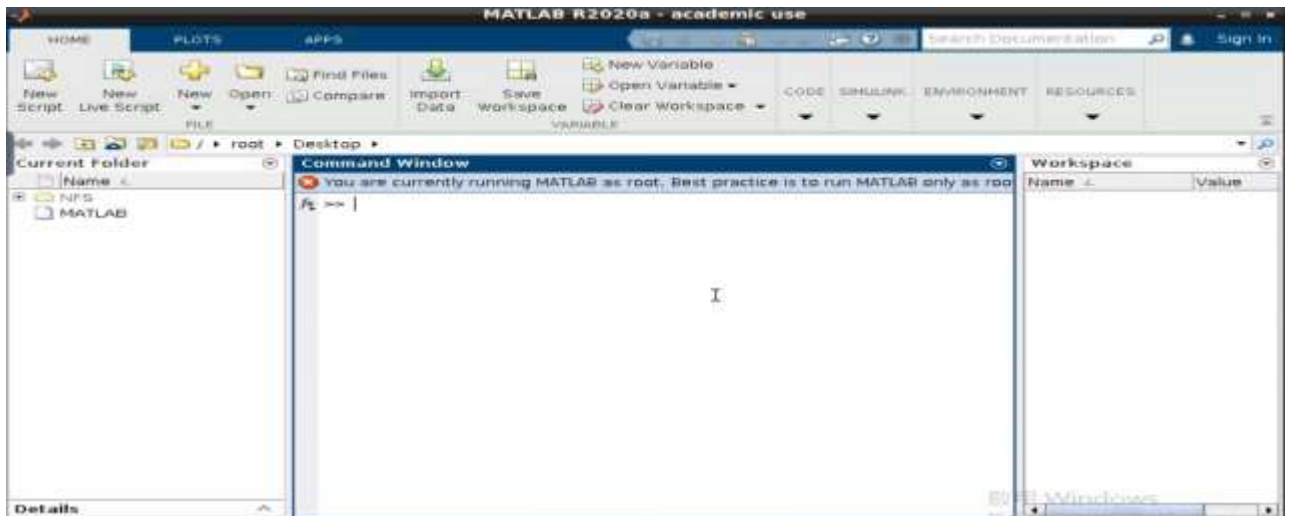 MATLAB R2020a - academic use
HOME PLOTS APPS Search Documentation Sign In
New Script New Live Script New Open Find Files Compare Import Data Save Workspace New Variable Open Variable Clear Workspace CODE SIMULINK ENVIRONMENT RESOURCES
FILE VARIABLE
/ root Desktop
Current Folder Command Window Workspace
Name You are currently running MATLAB as root. Best practice is to run MATLAB only as roo Name Value
NFS fx >>
MATLAB
Windows
Details